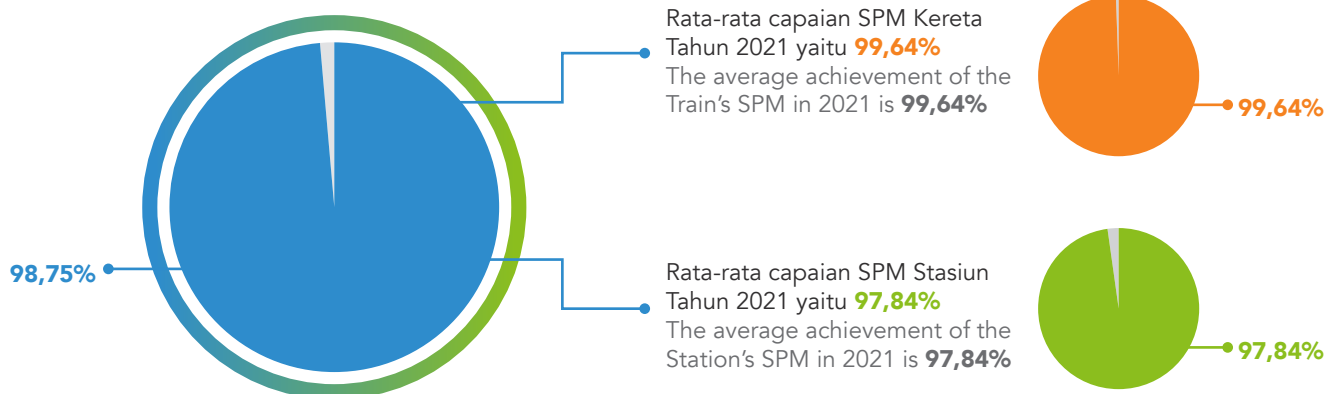 98,75%
Rata-rata capaian SPM Kereta
Tahun 2021 yaitu 99,64%
The average achievement of the
Train's SPM in 2021 is 99,64%
99,64%
Rata-rata capaian SPM Stasiun
Tahun 2021 yaitu 97,84%
The average achievement of the
Station's SPM in 2021 is 97,84%
97,84%